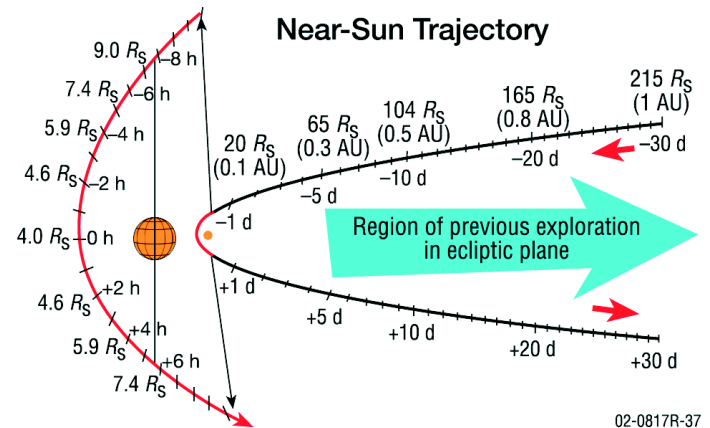 Near-Sun Trajectory
9.0 RS
–8 h
7.4 RS
–6 h
5.9 RS
–4 h
4.6 RS
–2 h
4.0 RS
0 h
4.6 RS
+2 h
5.9 RS
+4 h
7.4 RS
+6 h
20 RS
(0.1 AU)
65 RS
(0.3 AU)
104 RS
(0.5 AU)
165 RS
(0.8 AU)
215 RS
(1 AU)
–1 d
–5 d
–10 d
–20 d
–30 d
Region of previous exploration
in ecliptic plane
+1 d
+5 d
+10 d
+20 d
+30 d
02-0817R-37